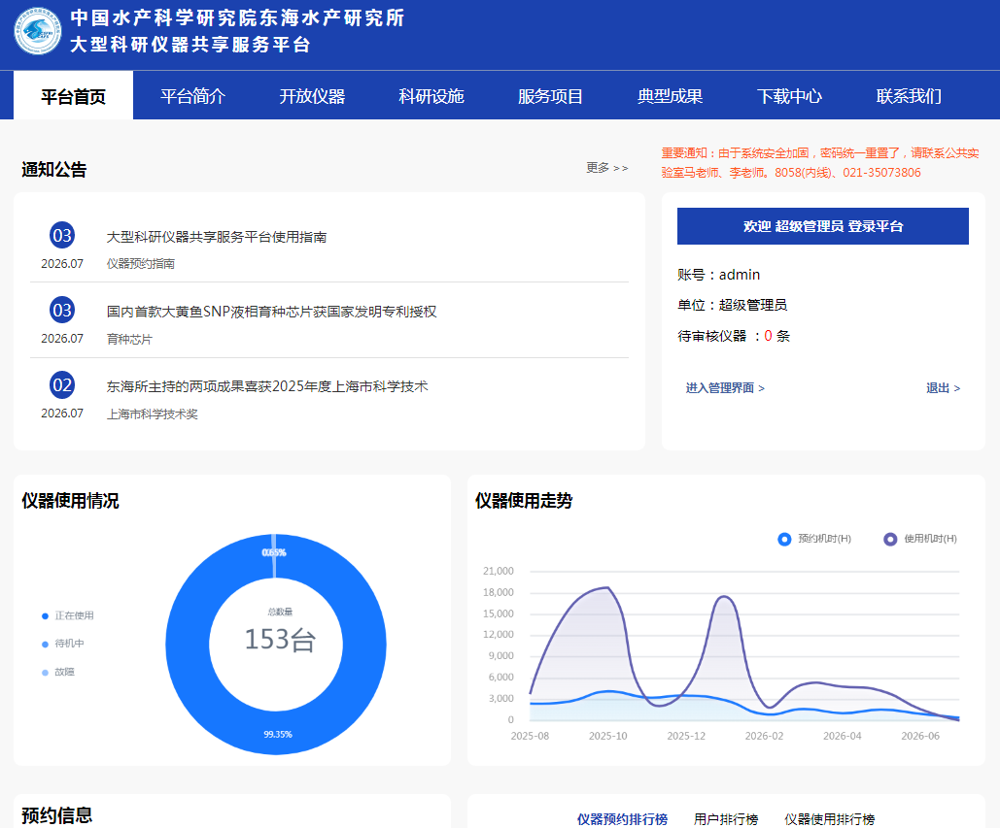 中国水产科学研究院东海水产研究所
大型科研仪器共享服务平台
平台首页
平台简介
开放仪器
科研设施
服务项目
典型成果
下载中心
联系我们
通知公告
更多 >>
重要通知：由于系统安全加固，密码统一重置了，请联系公共实
验室马老师、李老师。8058(内线)、021-35073806
03
大型科研仪器共享服务平台使用指南
2026.07
仪器预约指南
03
国内首款大黄鱼SNP液相育种芯片获国家发明专利授权
2026.07
育种芯片
02
东海所主持的两项成果喜获2025年度上海市科学技术
2026.07
上海市科学技术奖
欢迎 超级管理员 登录平台
账号：admin
单位：超级管理员
待审核仪器 ：0 条
进入管理界面 >
退出 >
仪器使用情况
正在使用
待机中
故障
0.65%
总数量
153台
99.35%
仪器使用走势
预约机时(H)
使用机时(H)
21,000
18,000
15,000
12,000
9,000
6,000
3,000
0
2025-08
2025-10
2025-12
2026-02
2026-04
2026-06
预约信息
仪器预约排行榜
用户排行榜
仪器使用排行榜